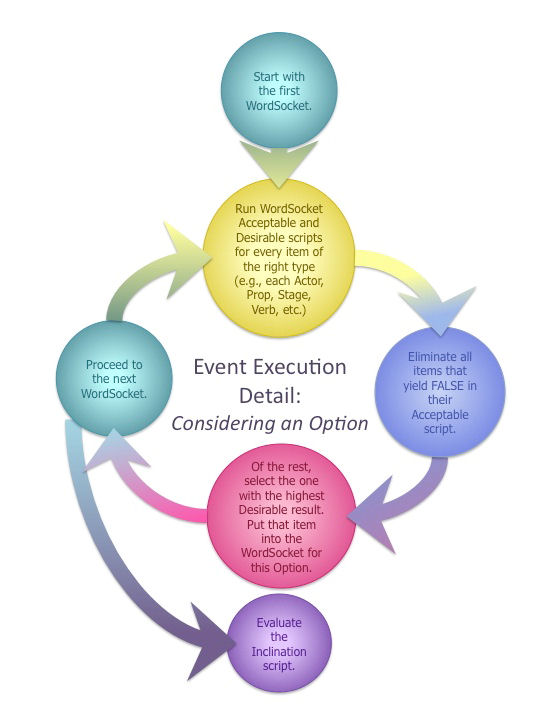 Start with
the first
WordSocket.
Run WordSocket
Acceptable and
Desirable scripts
for every item of
the right type
(e.g., each Actor,
Prop, Stage,
Verb, etc.)
Eliminate all
items that
yield FALSE in
their
Acceptable
script.
Proceed to
the next
WordSocket.
Event Execution
Detail:
Considering an Option
Of the rest,
select the one
with the highest
Desirable result.
Put that item
into the
WordSocket for
this Option.
Evaluate
the
Inclination
script.